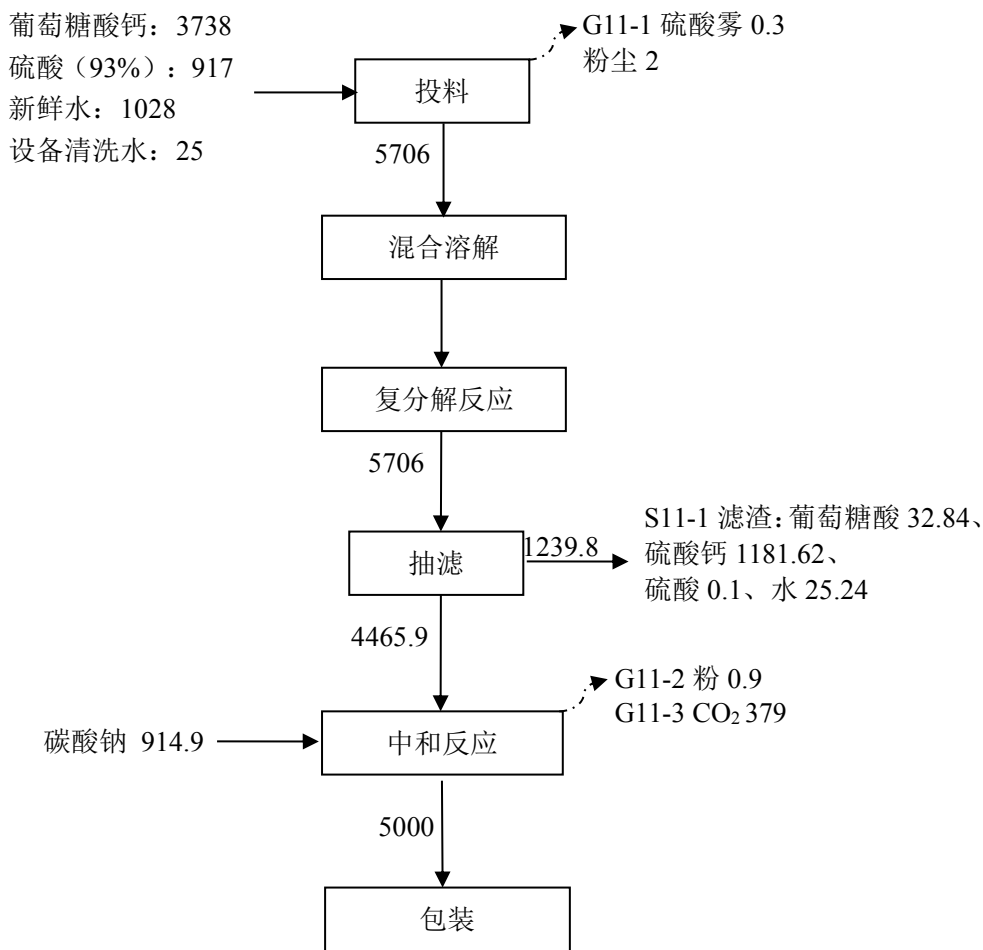 葡萄糖酸钙：3738
硫酸（93%）：917
新鲜水：1028
设备清洗水：25
G11-1 硫酸雾 0.3
粉尘 2
投料
5706
混合溶解
复分解反应
5706
抽滤
1239.8
S11-1 滤渣：葡萄糖酸 32.84、
硫酸钙 1181.62、
硫酸 0.1、水 25.24
4465.9
G11-2 粉 0.9
G11-3 CO₂ 379
碳酸钠 914.9
中和反应
5000
包装